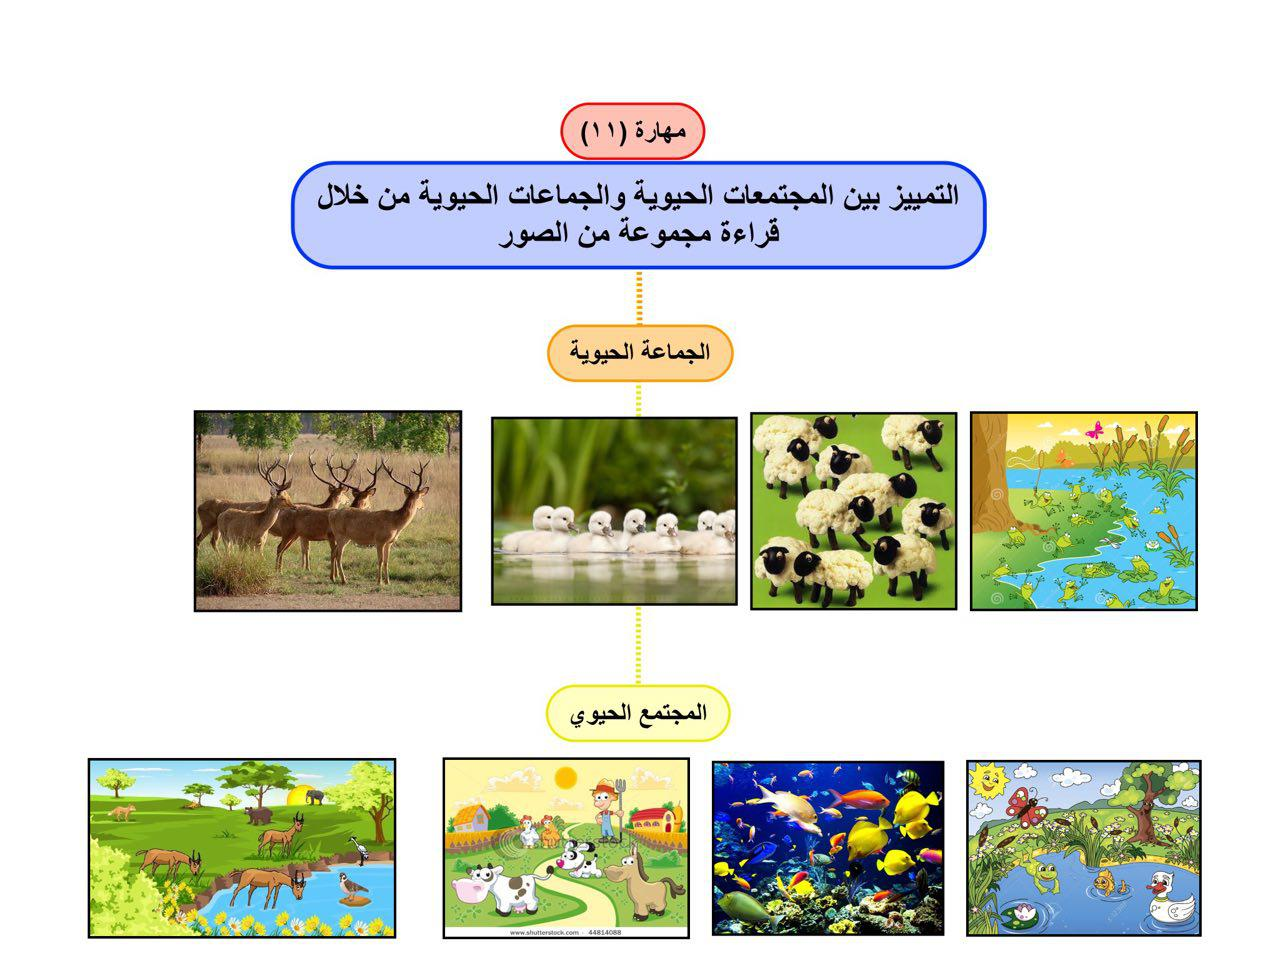 مهارة (١١)
التمييز بين المجتمعات الحيوية والجماعات الحيوية من خلال
قراءة مجموعة من الصور
الجماعة الحيوية
المجتمع الحيوي
www.shutterstock.com · 44814088